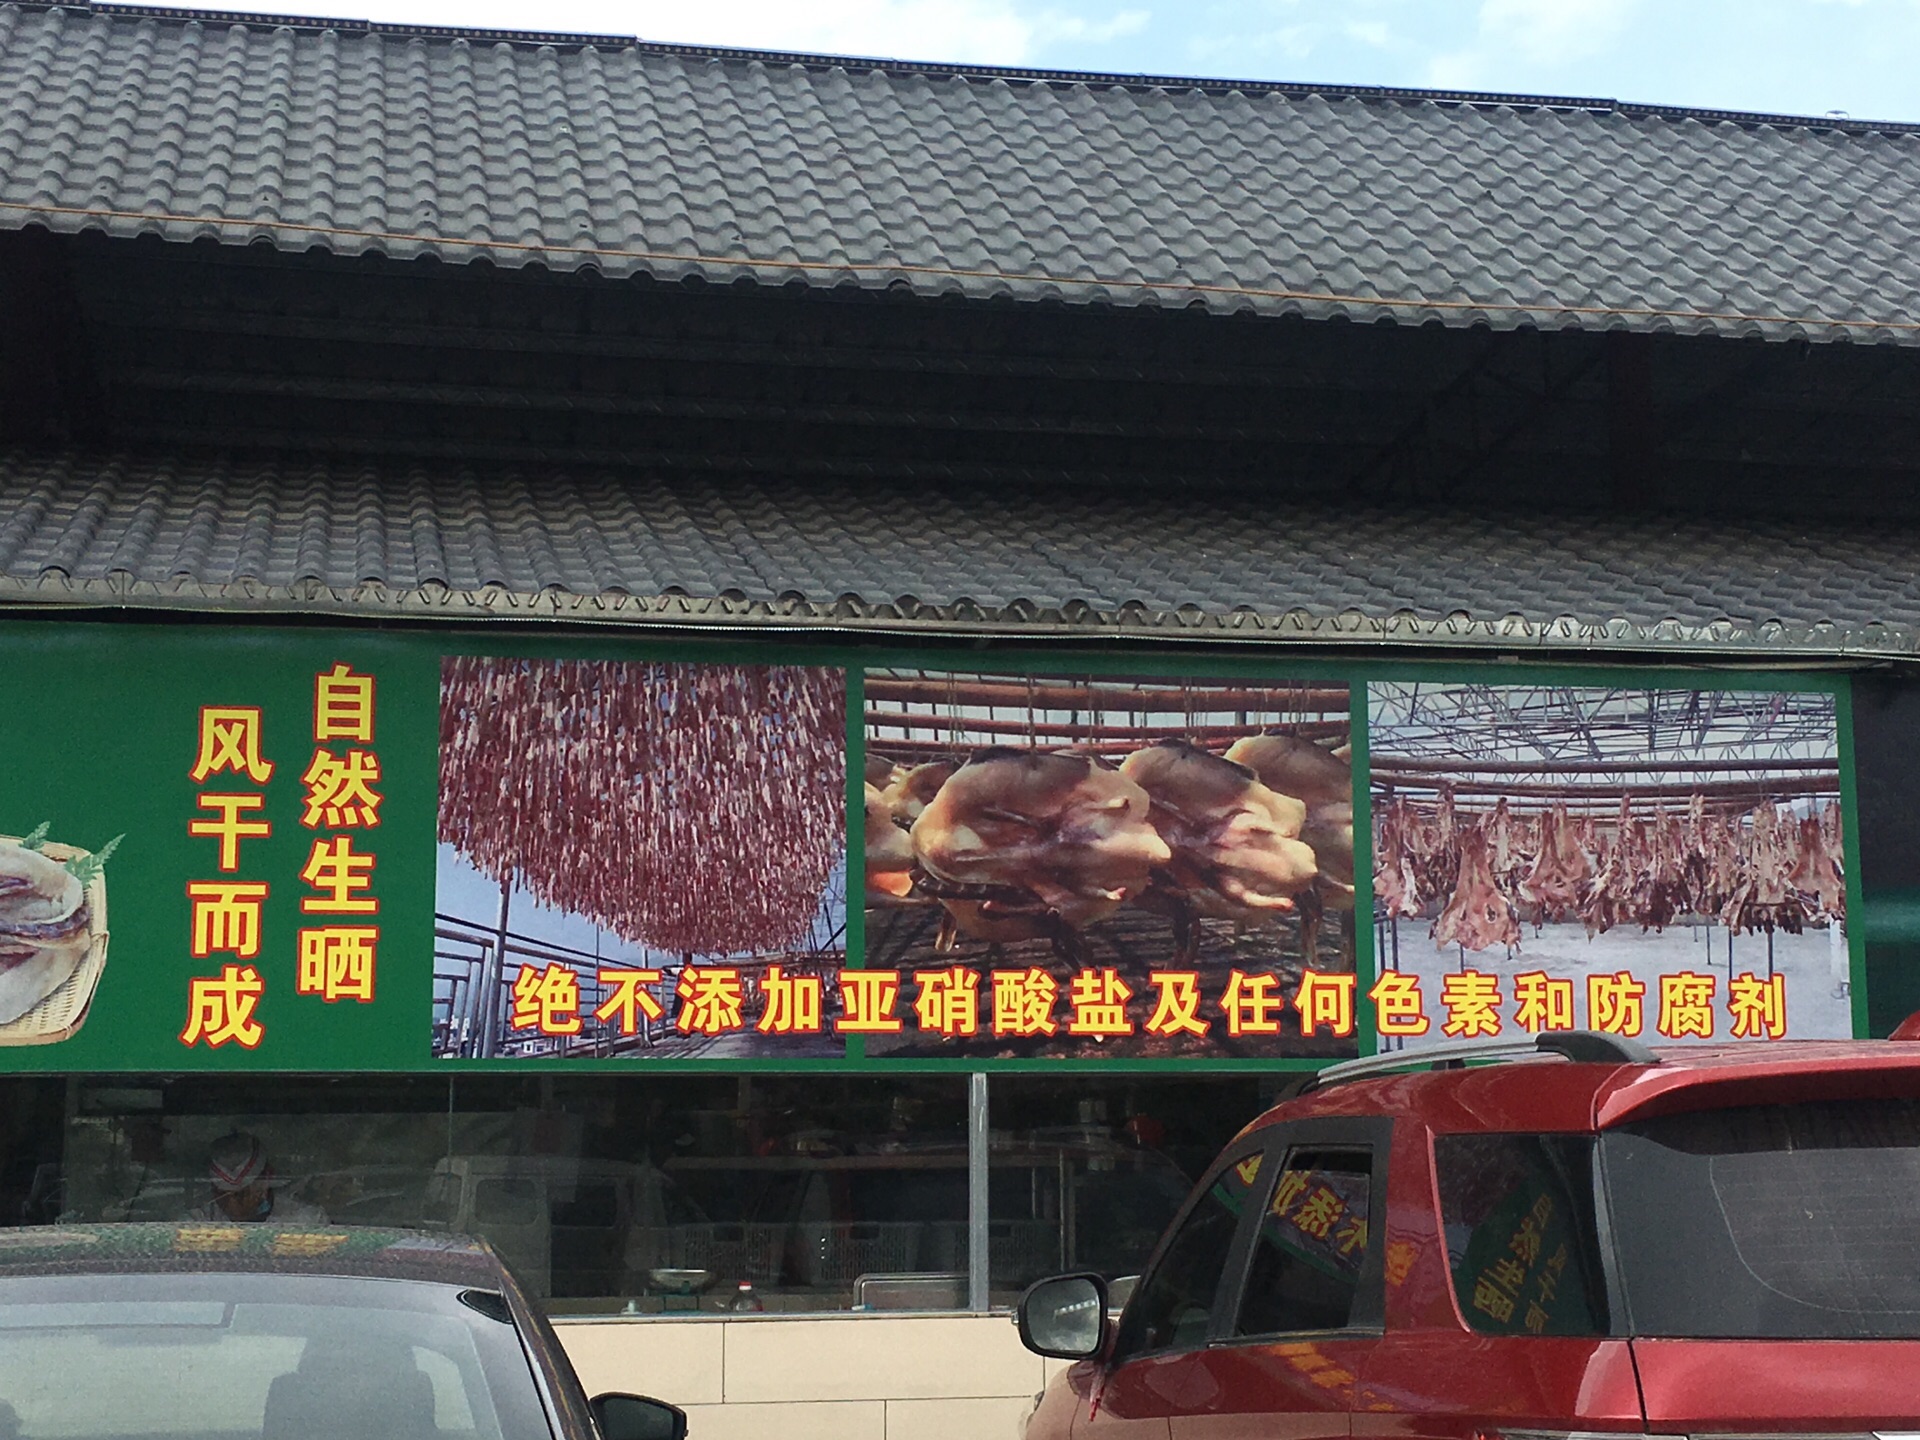 自然生晒
风干而成
绝不添加亚硝酸盐及任何色素和防腐剂